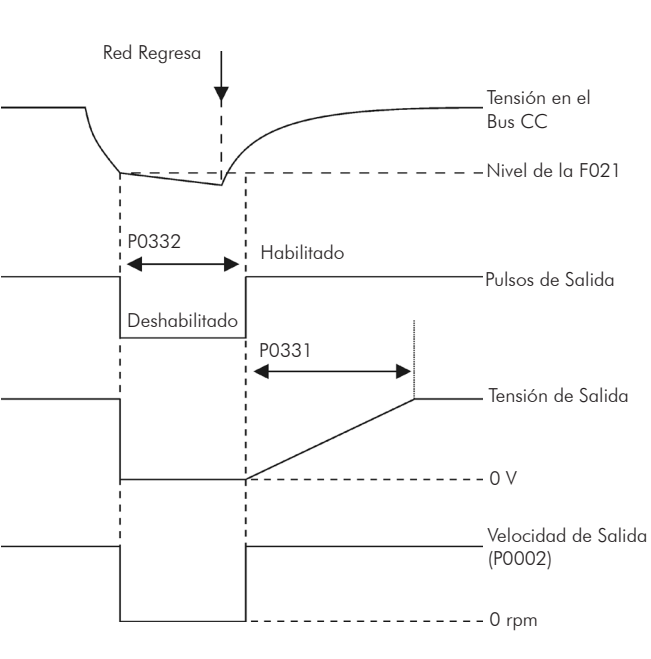 Red Regresa
Tensión en el
Bus CC
Nivel de la F021
P0332
Habilitado
Pulsos de Salida
Deshabilitado
P0331
Tensión de Salida
0 V
Velocidad de Salida
(P0002)
0 rpm